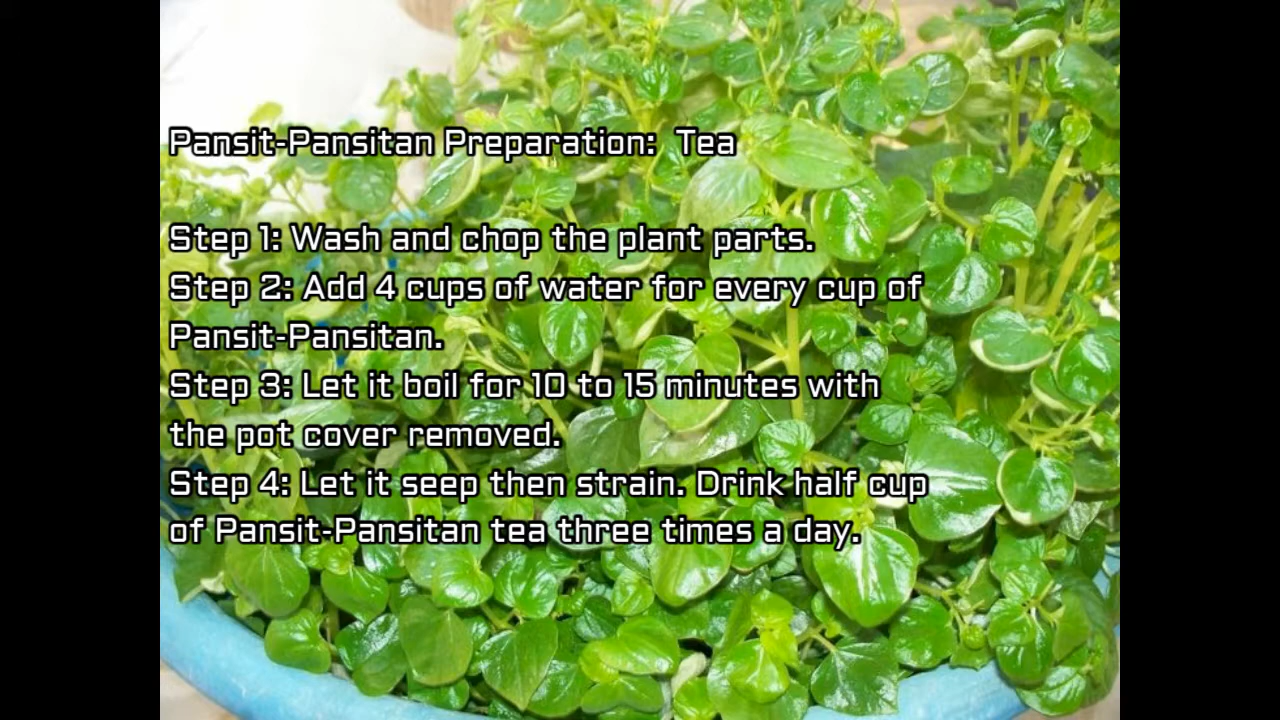 Pansit-Pansitan Preparation:  Tea
Step 1: Wash and chop the plant parts.
Step 2: Add 4 cups of water for every cup of
Pansit-Pansitan.
Step 3: Let it boil for 10 to 15 minutes with
the pot cover removed.
Step 4: Let it seep then strain. Drink half cup
of Pansit-Pansitan tea three times a day.